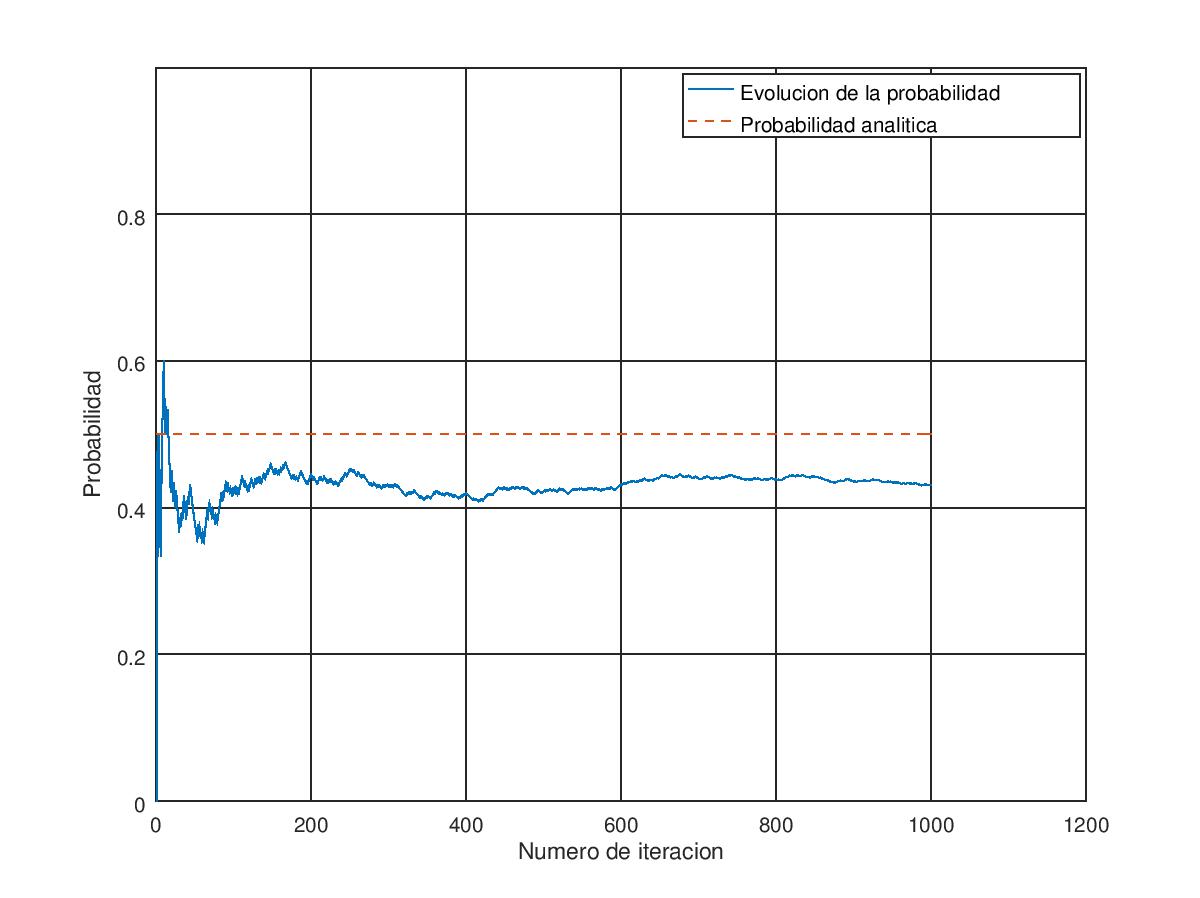 Evolucion de la probabilidad
Probabilidad analitica
0.8
0.6
0.4
0.2
0
Probabilidad
0 200 400 600 800 1000 1200
Numero de iteracion